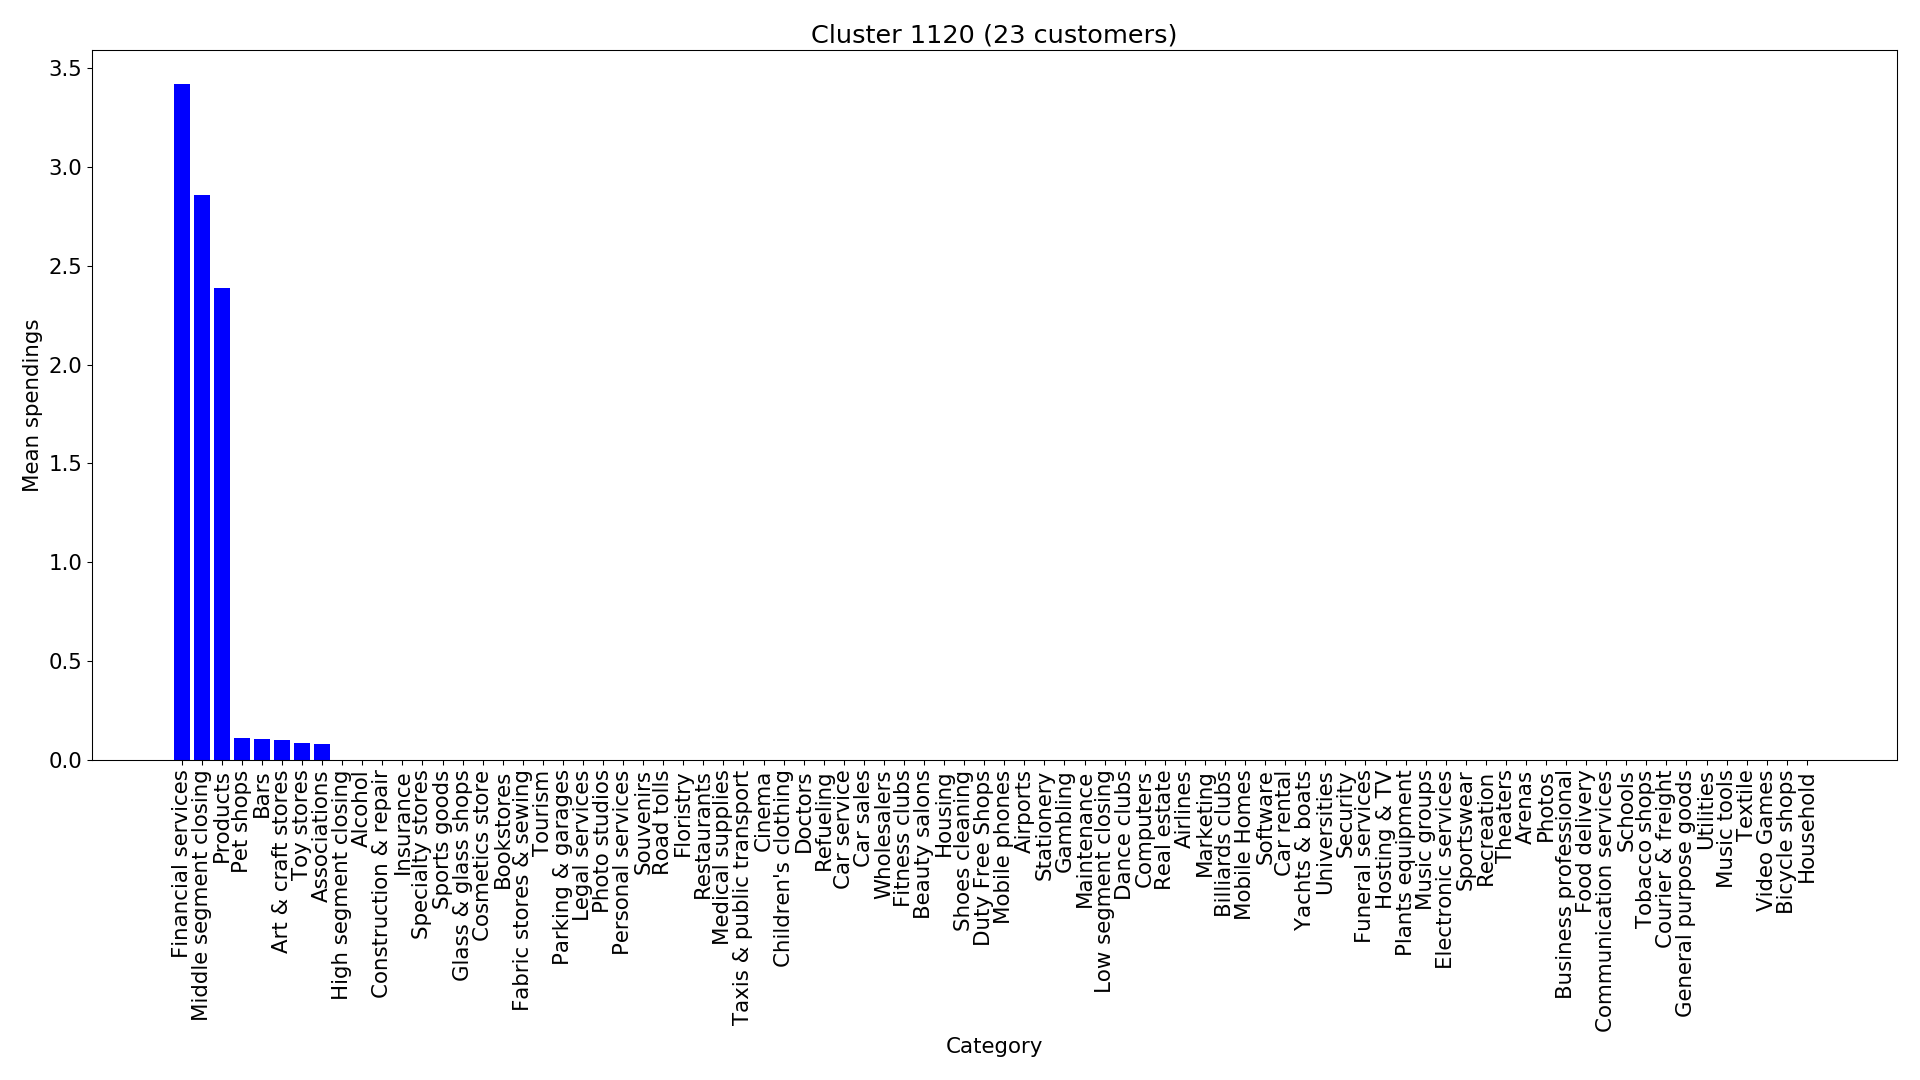 Cluster 1120 (23 customers)
Mean spendings
3.5
3.0
2.5
2.0
1.5
1.0
0.5
0.0
Financial services
Middle segment closing
Products
Pet shops
Bars
Art & craft stores
Toy stores
Associations
High segment closing
Alcohol
Construction & repair
Insurance
Specialty stores
Sports goods
Glass & glass shops
Cosmetics store
Bookstores
Fabric stores & sewing
Tourism
Parking & garages
Legal services
Photo studios
Personal services
Souvenirs
Road tolls
Floristry
Restaurants
Medical supplies
Taxis & public transport
Cinema
Children's clothing
Doctors
Refueling
Car service
Car sales
Wholesalers
Fitness clubs
Beauty salons
Housing
Shoes cleaning
Duty Free Shops
Mobile phones
Airports
Stationery
Gambling
Maintenance
Low segment closing
Dance clubs
Computers
Real estate
Airlines
Marketing
Billiards clubs
Mobile Homes
Software
Car rental
Yachts & boats
Universities
Security
Funeral services
Hosting & TV
Plants equipment
Music groups
Electronic services
Sportswear
Recreation
Theaters
Arenas
Photos
Business professional
Food delivery
Communication services
Schools
Tobacco shops
Courier & freight
General purpose goods
Utilities
Music tools
Textile
Video Games
Bicycle shops
Household
Category